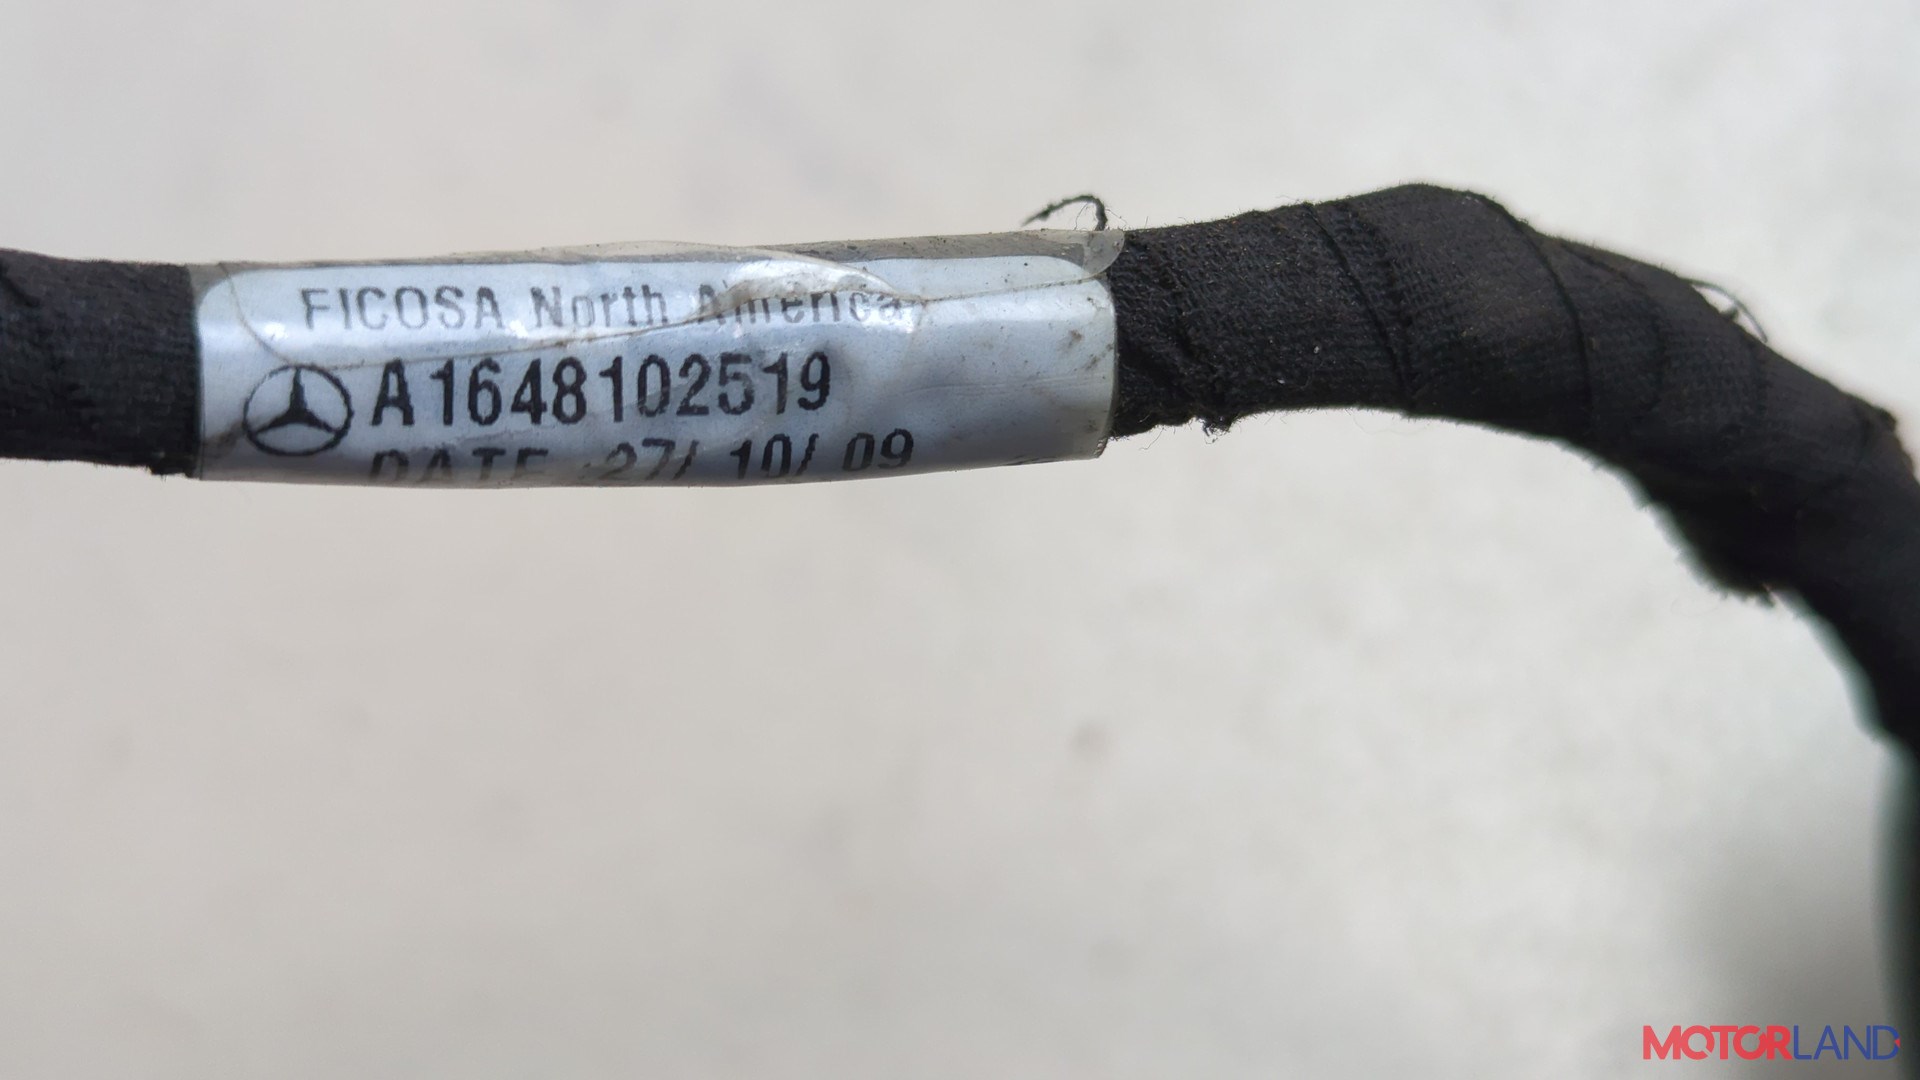 FICOSA North America
A1648102519
DATE :27/ 10/ 09
MOTORLAND